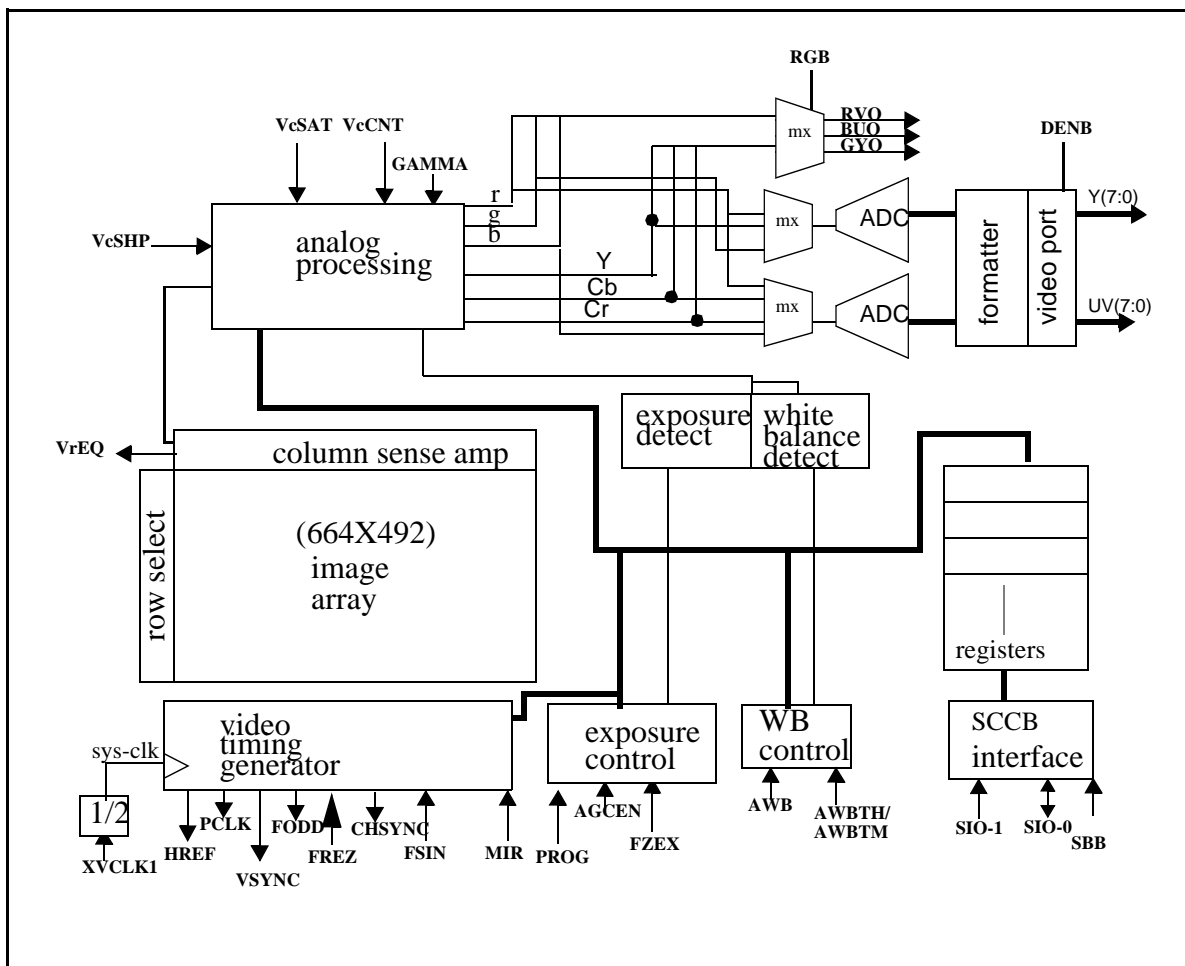 RGB
RVO
BUO
GYO
mx
VcSAT VcCNT
GAMMA
DENB
r
g
b
analog
processing
VcSHP
Y
Cb
Cr
mx
ADC
mx
ADC
formatter
video port
Y(7:0)
UV(7:0)
exposure
detect
white
balance
detect
VrEQ
column sense amp
row select
(664X492)
image
array
registers
video
timing
generator
sys-clk
1/2
XVCLK1
HREF
PCLK
VSYNC
FODD
FREZ
CHSYNC
FSIN
MIR
exposure
control
PROG
AGCEN
FZEX
WB
control
AWB
AWBTH/
AWBTM
SCCB
interface
SIO-1
SIO-0
SBB